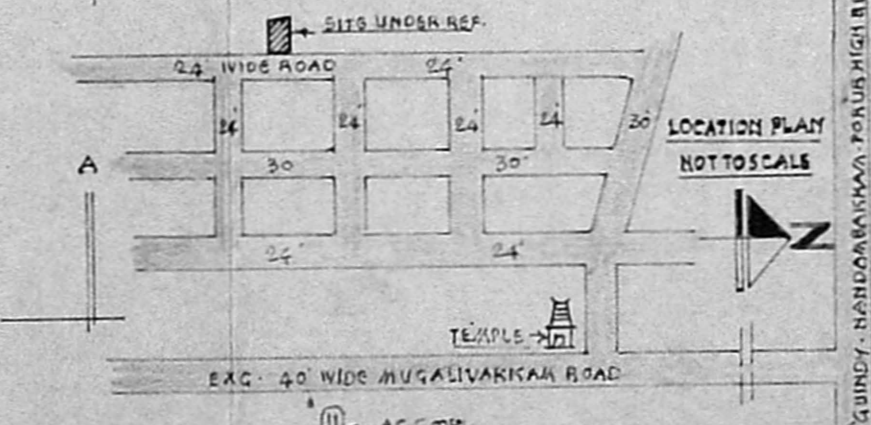 SITE UNDER REF.
24' WIDE ROAD
24'
24'
24'
24'
24'
30'
LOCATION PLAN
NOT TO SCALE
A
30
30'
N
24'
24'
TEMPLE
EXG. 40' WIDE MUGALIVAKKAM ROAD
GUINDY - NANDAMBAKKAM - PORUR HIGH